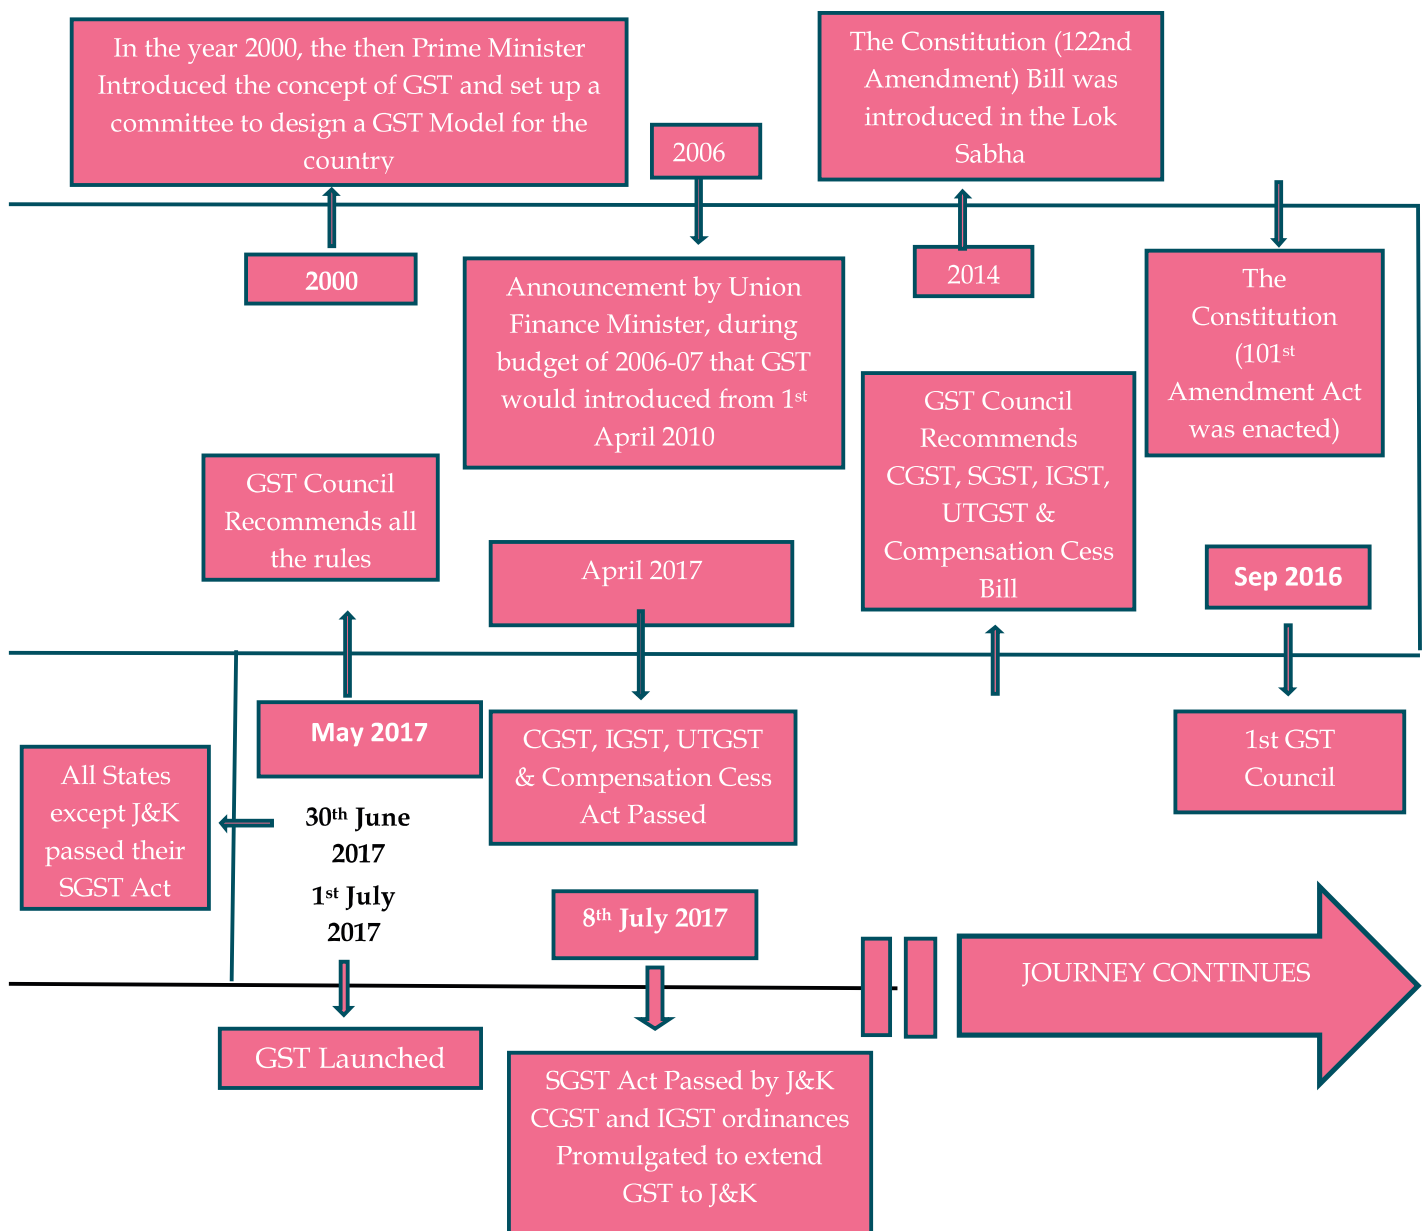 In the year 2000, the then Prime Minister
Introduced the concept of GST and set up a
committee to design a GST Model for the
country
2000
2006
Announcement by Union
Finance Minister, during
budget of 2006-07 that GST
would introduced from 1st
April 2010
The Constitution (122nd
Amendment) Bill was
introduced in the Lok
Sabha
2014
The
Constitution
(101st
Amendment Act
was enacted)
Sep 2016
1st GST
Council
GST Council
Recommends
CGST, SGST, IGST,
UTGST &
Compensation Cess
Bill
April 2017
CGST, IGST, UTGST
& Compensation Cess
Act Passed
GST Council
Recommends all
the rules
May 2017
All States
except J&K
passed their
SGST Act
30th June
2017
1st July
2017
GST Launched
8th July 2017
SGST Act Passed by J&K
CGST and IGST ordinances
Promulgated to extend
GST to J&K
JOURNEY CONTINUES